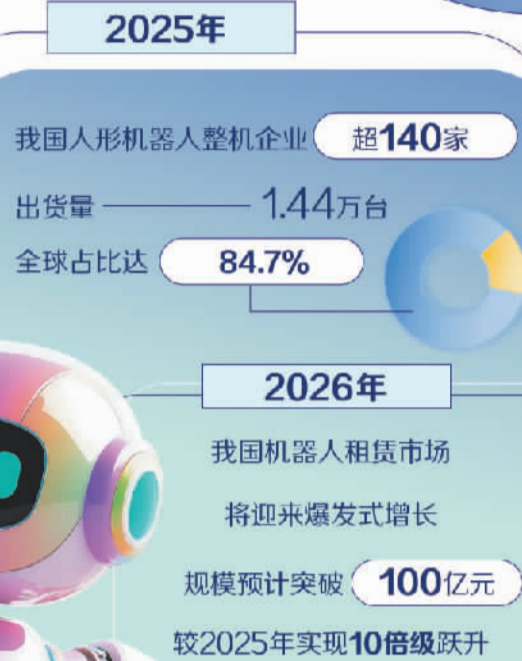 2025年
我国人形机器人整机企业 超140家
出货量 1.44万台
全球占比达 84.7%
2026年
我国机器人租赁市场
将迎来爆发式增长
规模预计突破 100亿元
较2025年实现10倍级跃升